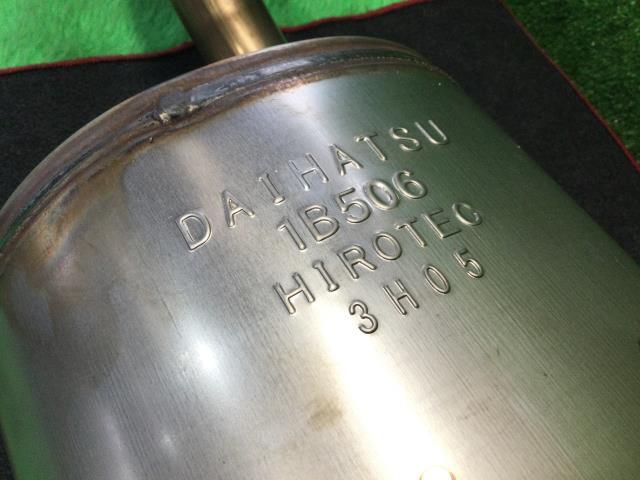 DAIHATSU
1B506
HIROTEC
3H05